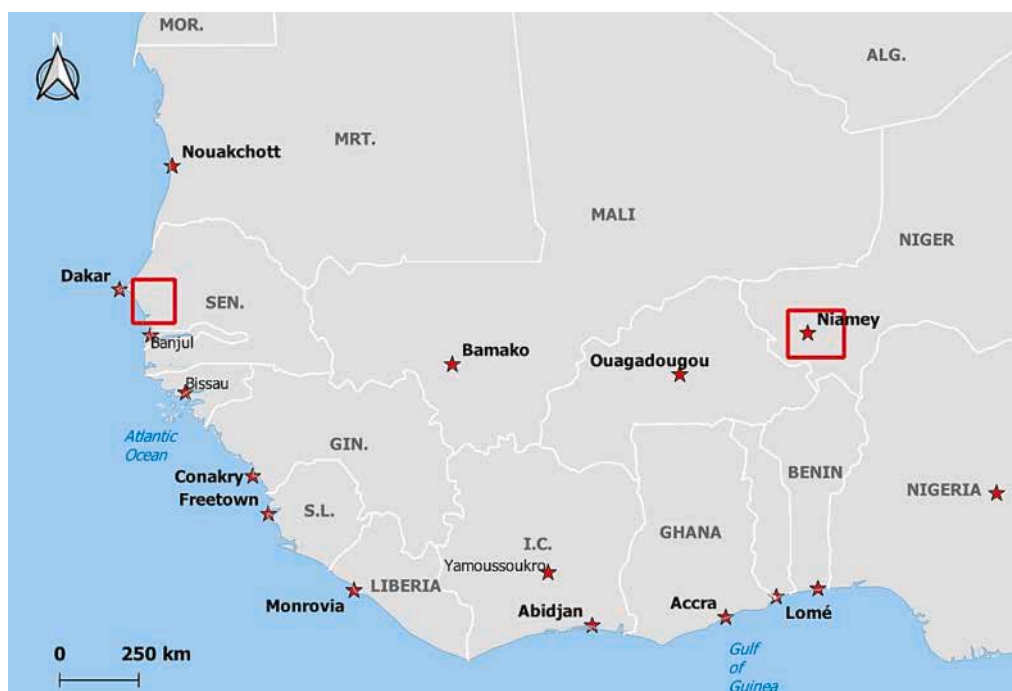 N
MOR.
ALG.
Nouakchott
MRT.
MALI
NIGER
Dakar
SEN.
Niamey
Banjul
Bamako
Ouagadougou
Bissau
Atlantic
Ocean
GIN.
BENIN
Conakry
Freetown
NIGERIA
S.L.
I.C.
GHANA
Yamoussoukro
LIBERIA
Monrovia
Abidjan
Accra
Lomé
0 250 km
Gulf
of
Guinea